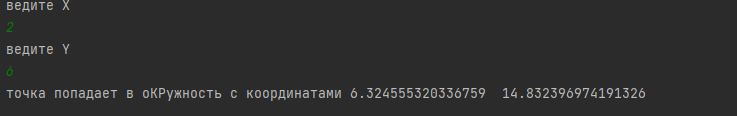 ведите X
2
ведите Y
6
точка попадает в оКРужность с координатами 6.324555320336759  14.832396974191326